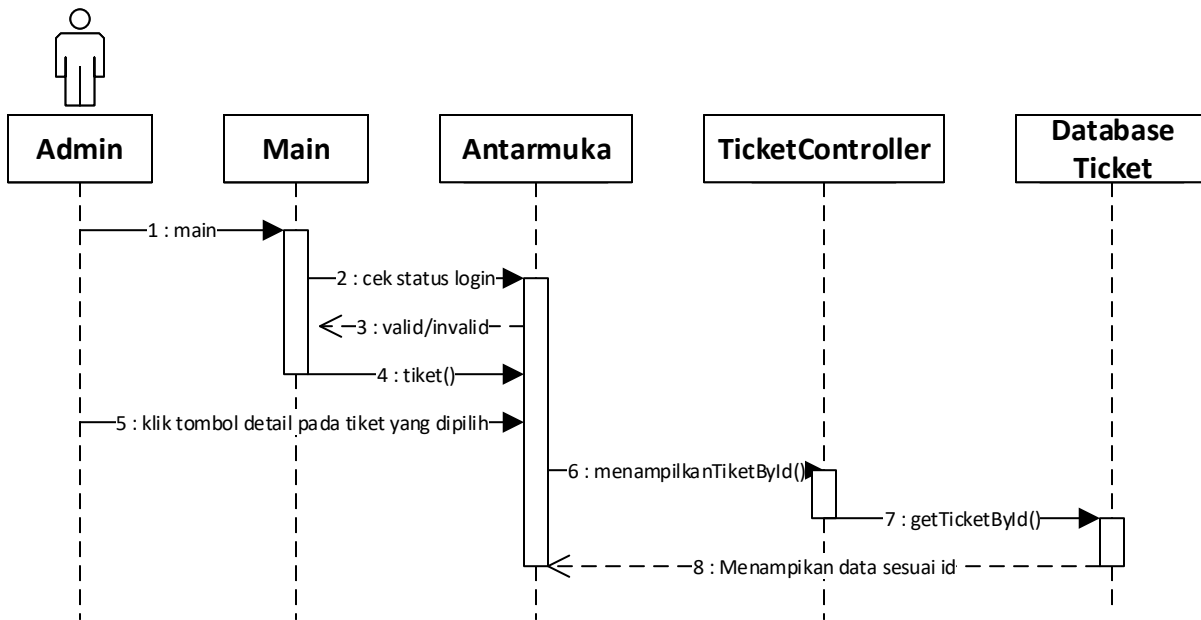 Admin
Main
Antarmuka
TicketController
Database
Ticket
1 : main
2 : cek status login
3 : valid/invalid
4 : tiket()
5 : klik tombol detail pada tiket yang dipilih
6 : menampilkanTiketById()
7 : getTicketById()
8 : Menampikan data sesuai id